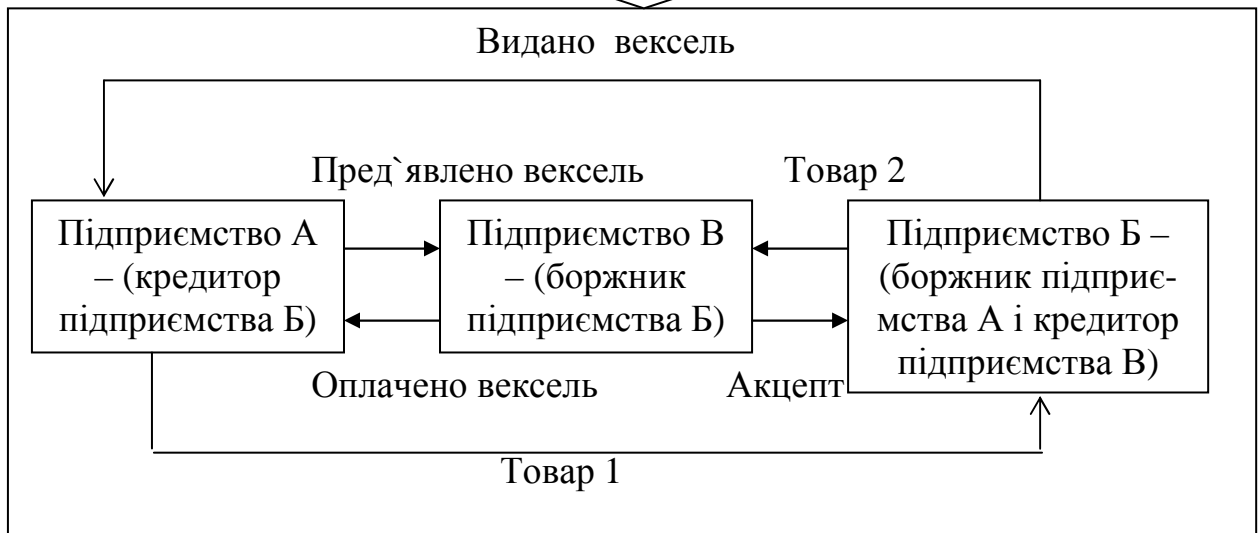 Видано вексель
Пред`явлено вексель
Товар 2
Підприємство А
– (кредитор
підприємства Б)
Підприємство В
– (боржник
підприємства Б)
Підприємство Б –
(боржник підприє-
мства А і кредитор
підприємства В)
Оплачено вексель
Акцепт
Товар 1